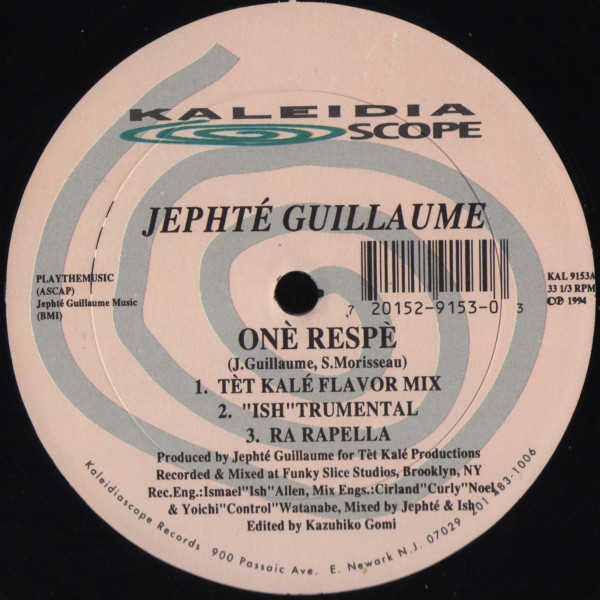 KALEIDIA
SCOPE
JEPHTÉ GUILLAUME
PLAYTHEMUSIC
(ASCAP)
Jephté Guillaume Music
(BMI)
7 20152-9153-0 3
KAL 9153A
33 1/3 RPM
©℗ 1994
ONÈ RESPÈ
(J.Guillaume, S.Morisseau)
1. TÈT KALÉ FLAVOR MIX
2. "ISH"TRUMENTAL
3. RA RAPELLA
Produced by Jephté Guillaume for Tèt Kalé Productions
Recorded & Mixed at Funky Slice Studios, Brooklyn, NY
Rec.Eng.:Ismael"Ish"Allen, Mix Engs.:Cirland"Curly"Noel
& Yoichi"Control"Watanabe, Mixed by Jephté & Ish
Edited by Kazuhiko Gomi
Kaleidiascope Records 900 Passaic Ave. E. Newark N.J. 07029 201 483-1006